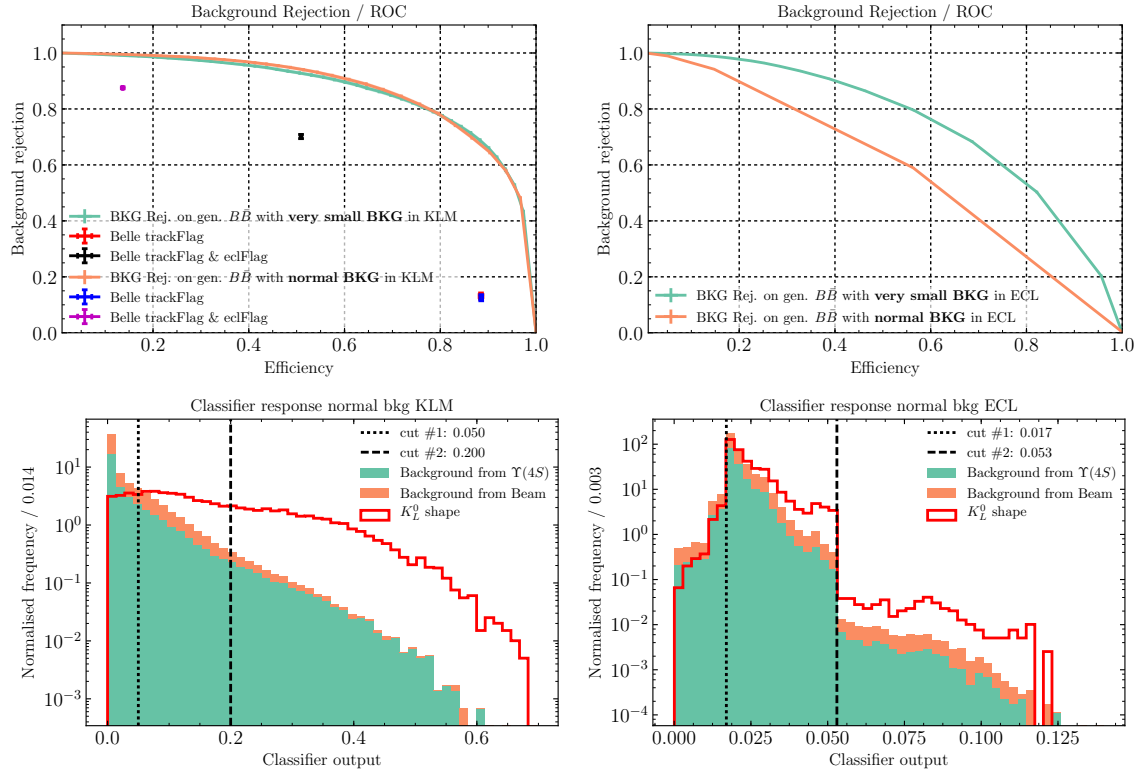 Background Rejection / ROC
1.0
0.8
0.6
0.4
0.2
0.0
Background rejection
BKG Rej. on gen. BB̄ with very small BKG in KLM
Belle trackFlag
Belle trackFlag & eclFlag
BKG Rej. on gen. BB̄ with normal BKG in KLM
Belle trackFlag
Belle trackFlag & eclFlag
0.2 0.4 0.6 0.8 1.0
Efficiency
Background Rejection / ROC
1.0
0.8
0.6
0.4
0.2
0.0
Background rejection
BKG Rej. on gen. BB̄ with very small BKG in ECL
BKG Rej. on gen. BB̄ with normal BKG in ECL
0.2 0.4 0.6 0.8 1.0
Efficiency
Classifier response normal bkg KLM
10¹
10⁰
10⁻¹
10⁻²
10⁻³
Normalised frequency / 0.014
cut #1: 0.050
cut #2: 0.200
Background from Υ(4S)
Background from Beam
K⁰_L shape
0.0 0.2 0.4 0.6
Classifier output
Classifier response normal bkg ECL
10²
10¹
10⁰
10⁻¹
10⁻²
10⁻³
10⁻⁴
Normalised frequency / 0.003
cut #1: 0.017
cut #2: 0.053
Background from Υ(4S)
Background from Beam
K⁰_L shape
0.000 0.025 0.050 0.075 0.100 0.125
Classifier output